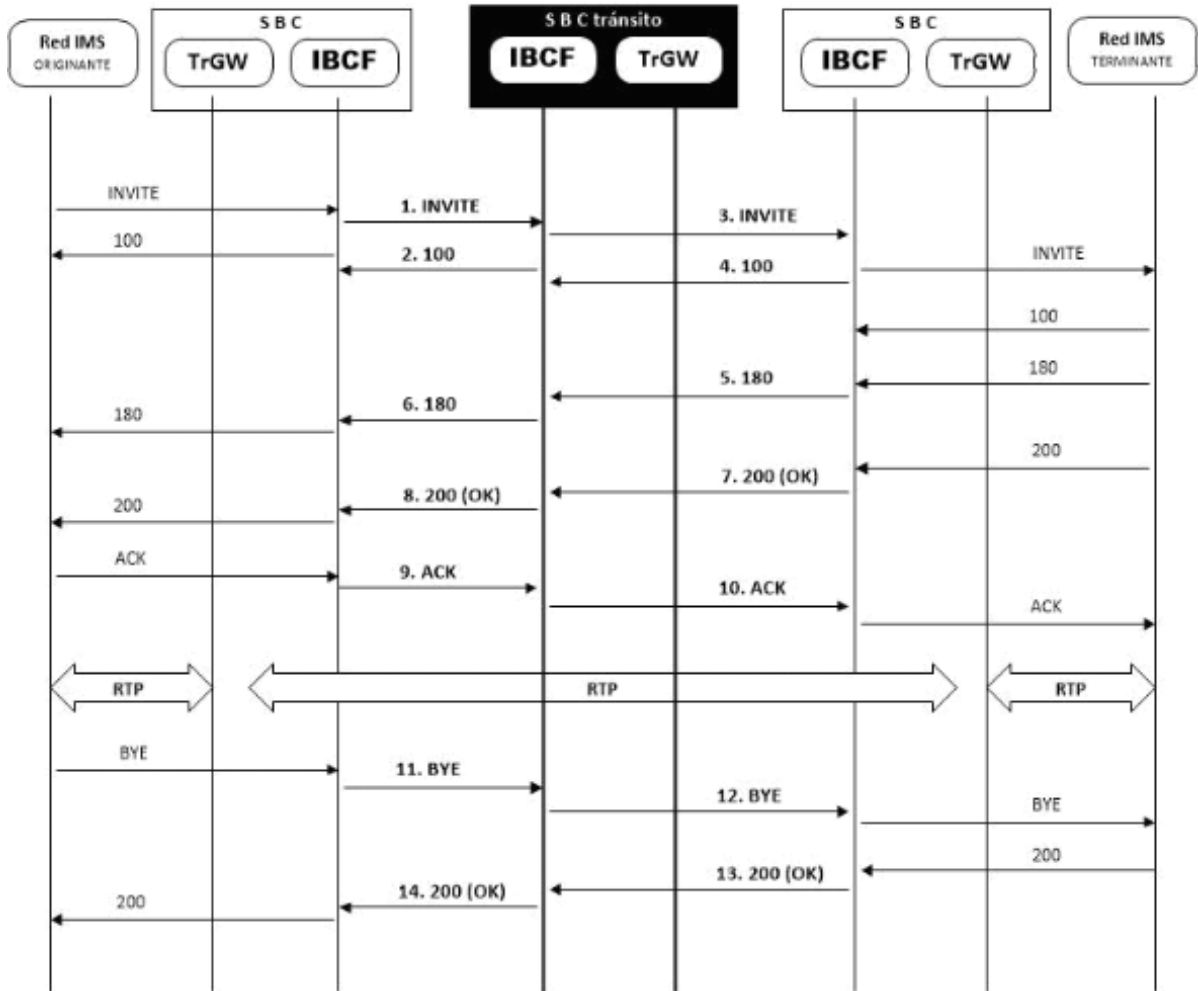 Red IMS
ORIGINANTE
S B C
TrGW
IBCF
S B C tránsito
IBCF
TrGW
S B C
IBCF
TrGW
Red IMS
TERMINANTE
INVITE
1. INVITE
3. INVITE
100
2. 100
4. 100
INVITE
100
180
5. 180
6. 180
180
200
7. 200 (OK)
8. 200 (OK)
200
ACK
9. ACK
10. ACK
ACK
RTP
RTP
RTP
BYE
11. BYE
12. BYE
BYE
200
13. 200 (OK)
14. 200 (OK)
200